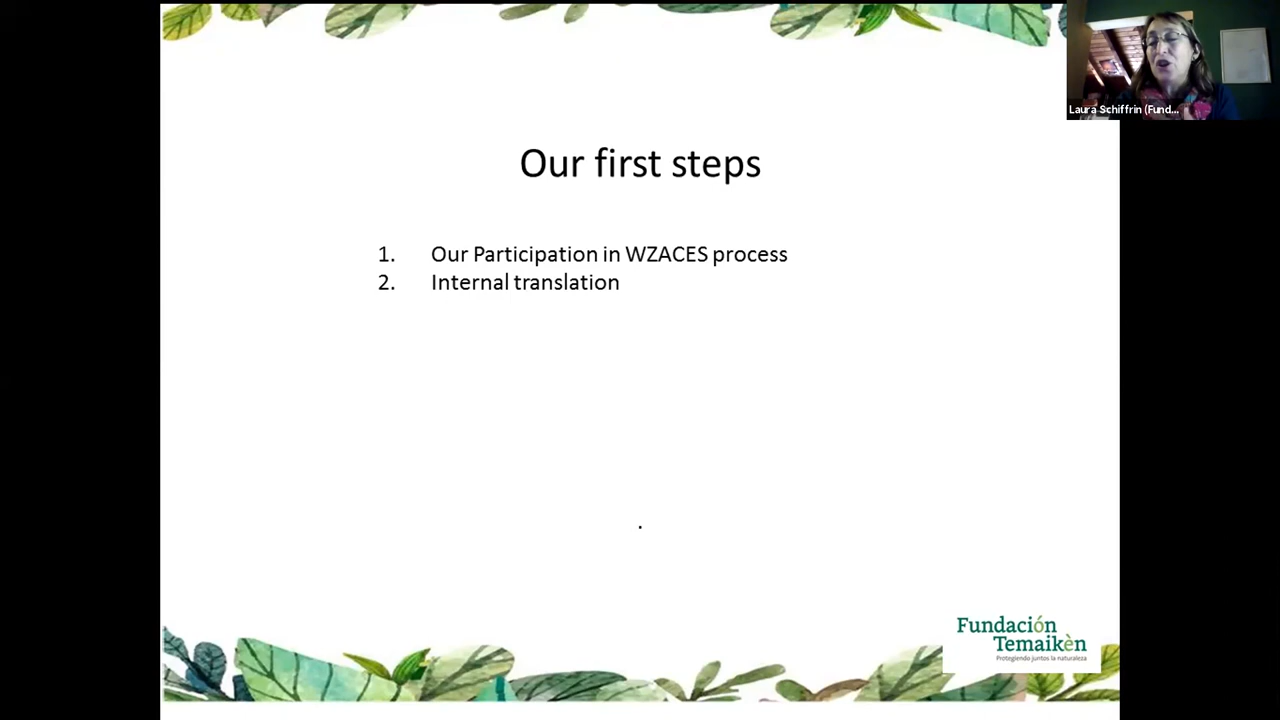 Laura Schiffrin (Fund...
Our first steps
1. Our Participation in WZACES process
2. Internal translation
.
Fundación
Temaikèn
Protegiendo juntos la naturaleza